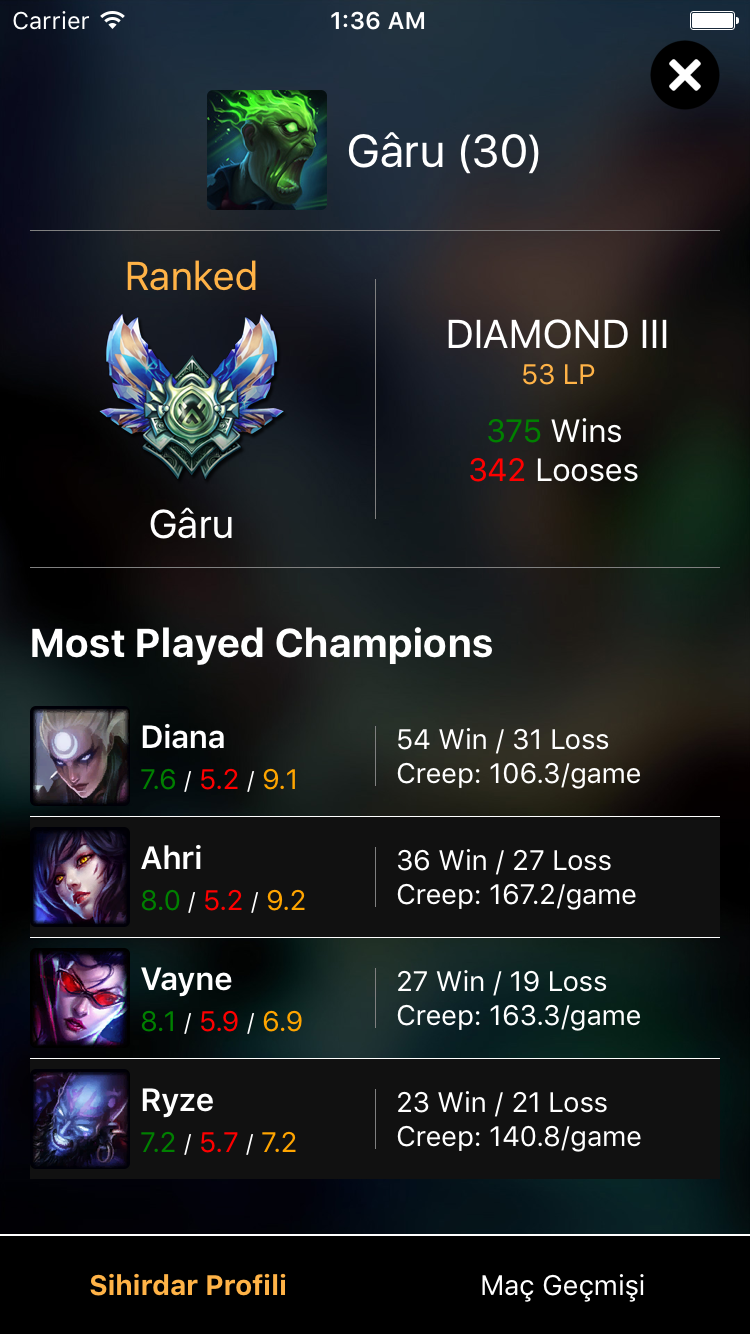 Carrier 1:36 AM
Gâru (30)
Ranked
Gâru
DIAMOND III
53 LP
375 Wins
342 Looses
Most Played Champions
Diana
7.6 / 5.2 / 9.1
54 Win / 31 Loss
Creep: 106.3/game
Ahri
8.0 / 5.2 / 9.2
36 Win / 27 Loss
Creep: 167.2/game
Vayne
8.1 / 5.9 / 6.9
27 Win / 19 Loss
Creep: 163.3/game
Ryze
7.2 / 5.7 / 7.2
23 Win / 21 Loss
Creep: 140.8/game
Sihirdar Profili
Maç Geçmişi